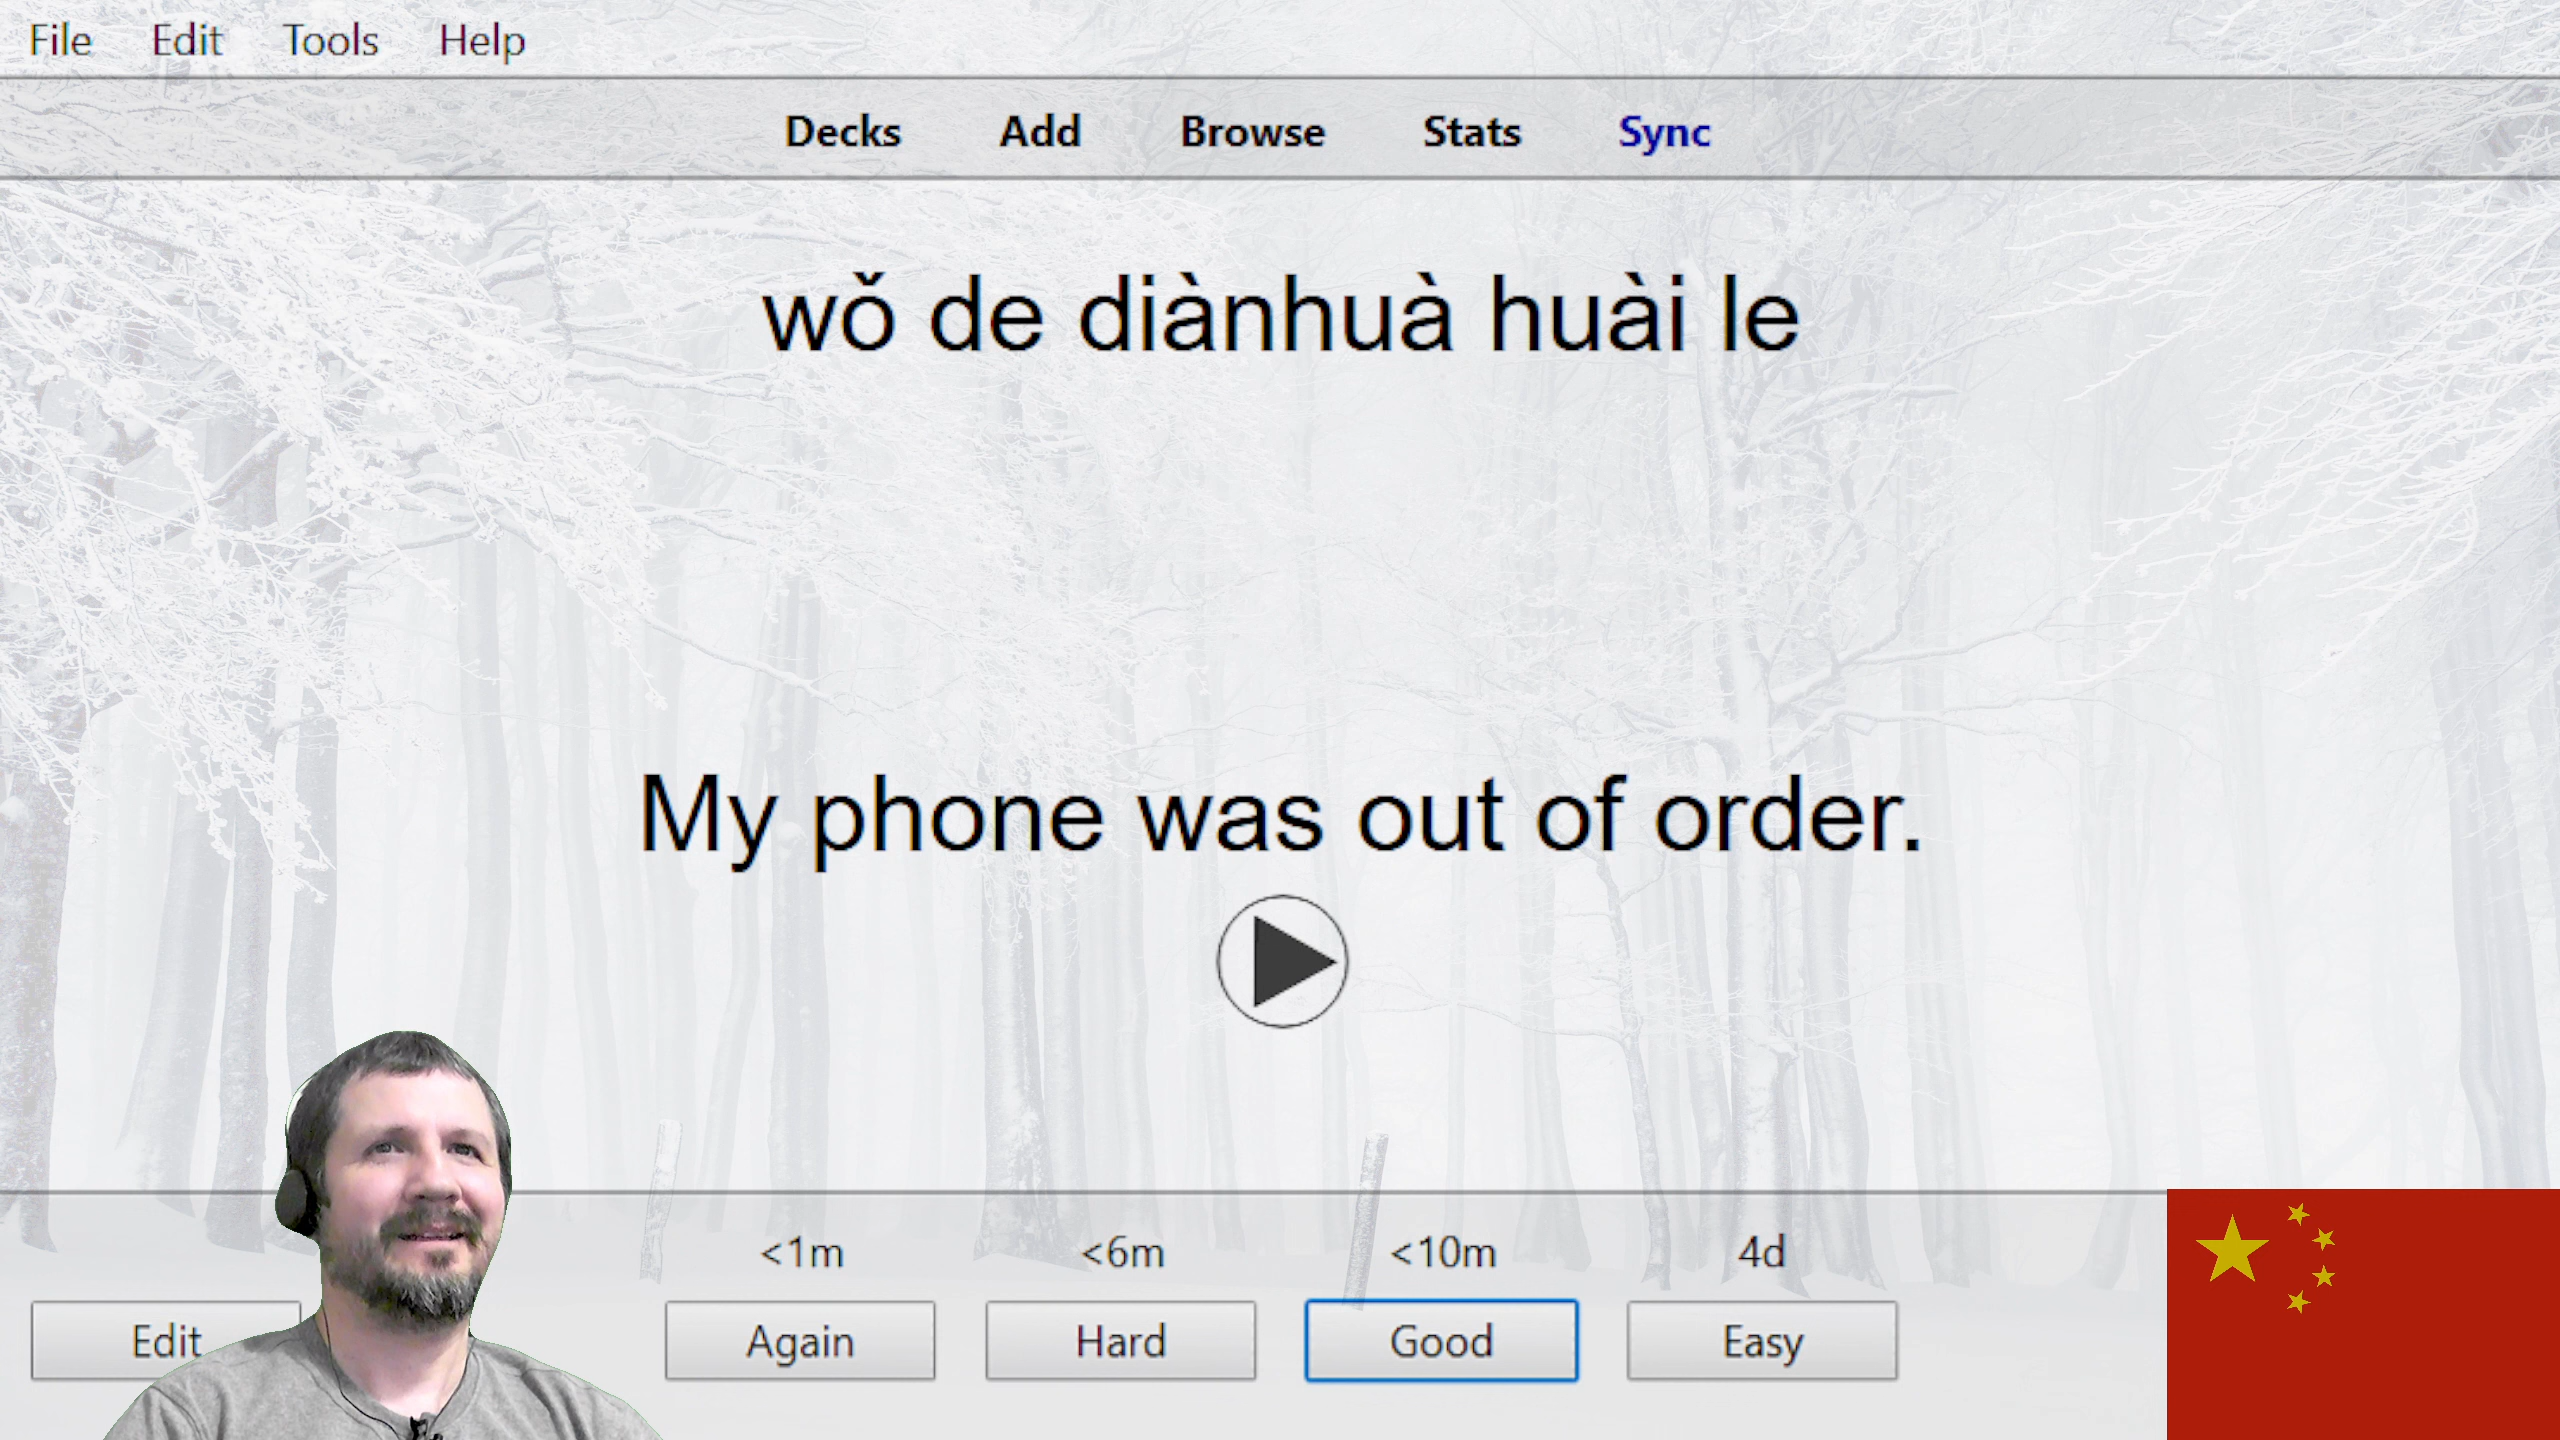 File Edit Tools Help
Decks Add Browse Stats Sync
wǒ de diànhuà huài le
My phone was out of order.
<1m <6m <10m 4d
Edit Again Hard Good Easy